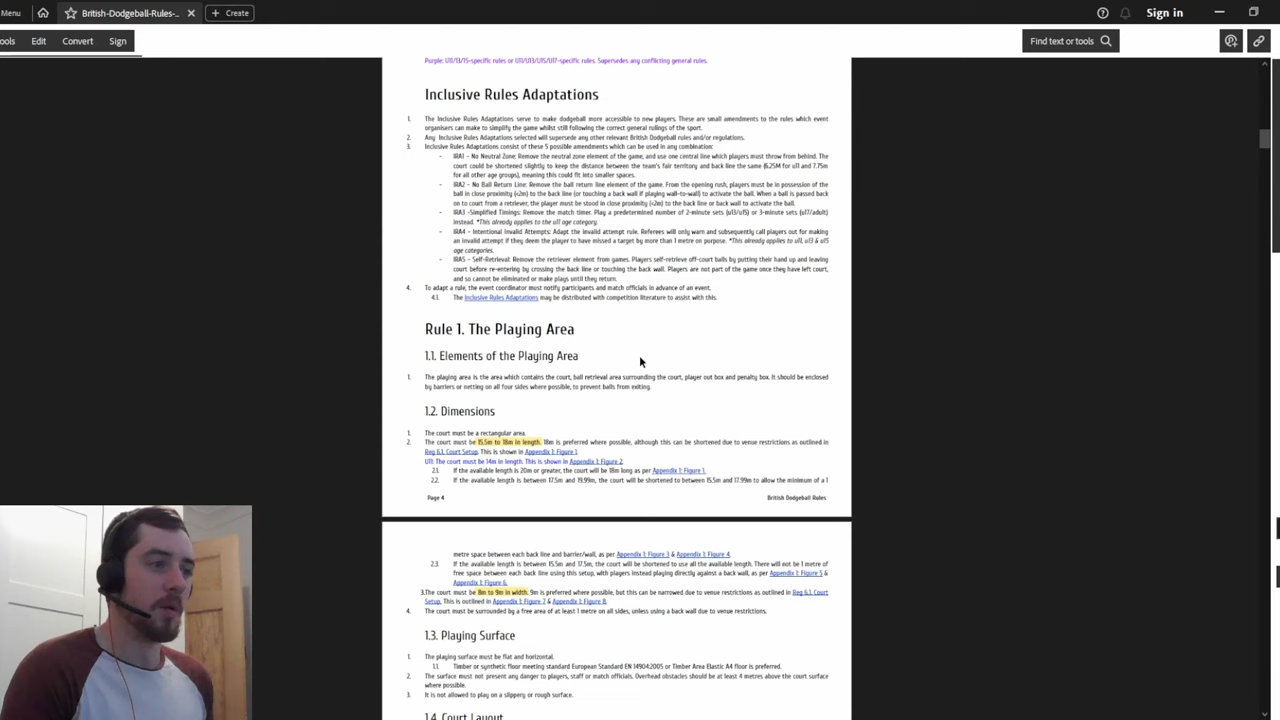 Menu
British-Dodgeball-Rules-...
Create
Sign in
ools
Edit
Convert
Sign
Find text or tools
Purple: U11/13/15-specific rules or U11/U13/U15/U17-specific rules. Supersedes any conflicting general rules.
Inclusive Rules Adaptations
1. The Inclusive Rules Adaptations serve to make dodgeball more accessible to new players. These are small amendments to the rules which event
organisers can make to simplify the game whilst still following the correct general rulings of the sport.
2. Any Inclusive Rules Adaptations selected will supersede any other relevant British Dodgeball rules and/or regulations.
3. Inclusive Rules Adaptations consist of these 5 possible amendments which can be used in any combination:
- IRA1 - No Neutral Zone: Remove the neutral zone element of the game, and use one central line which players must throw from behind. The
court could be shortened slightly to keep the distance between the team's fair territory and back line the same (6.25M for u11 and 7.75m
for all other age groups), meaning this could fit into smaller spaces.
- IRA2 - No Ball Return Line: Remove the ball return line element of the game. From the opening rush, players must be in possession of the
ball in close proximity (<2m) to the back line (or touching a back wall if playing wall-to-wall) to activate the ball. When a ball is passed back
on court from a retriever, the player must be stood in close proximity (<2m) to the back line or back wall to activate the ball.
- IRA3 -Simplified Timings: Remove the match timer. Play a predetermined number of 2-minute sets (u13/u15) or 3-minute sets (u17/adult)
instead. *This already applies to the u11 age category.
- IRA4 - Intentional Invalid Attempts: Adapt the invalid attempt rule. Referees will only warn and subsequently call players out for making
an invalid attempt if they deem the player to have missed a target by more than 1 metre on purpose. *This already applies to u11, u13 & u15
age categories.
- IRA5 - Self-Retrieval: Remove the retriever element from games. Players self-retrieve off-court balls by putting their hand up and leaving
court before re-entering by crossing the back line or touching the back wall. Players are not part of the game once they have left court,
and so cannot be eliminated or make plays until they return.
4. To adapt a rule, the event coordinator must notify participants and match officials in advance of an event.
4.1. The Inclusive Rules Adaptations may be distributed with competition literature to assist with this.
Rule 1. The Playing Area
1.1. Elements of the Playing Area
1. The playing area is the area which contains the court, ball retrieval area surrounding the court, player out box and penalty box. It should be enclosed
by barriers or netting on all four sides where possible, to prevent balls from exiting.
1.2. Dimensions
1. The court must be a rectangular area.
2. The court must be 15.5m to 18m in length. 18m is preferred where possible, although this can be shortened due to venue restrictions as outlined in
Reg 6.1. Court Setup. This is shown in Appendix 1: Figure 1.
U11: The court must be 14m in length. This is shown in Appendix 1: Figure 2.
2.1. If the available length is 20m or greater, the court will be 18m long as per Appendix 1: Figure 1.
2.2. If the available length is between 17.5m and 19.99m, the court will be shortened to between 15.5m and 17.99m to allow the minimum of a 1
Page 4
British Dodgeball Rules
metre space between each back line and barrier/wall, as per Appendix 1: Figure 3 & Appendix 1: Figure 4.
2.3. If the available length is between 15.5m and 17.5m, the court will be shortened to use all the available length. There will not be 1 metre of
free space between each back line using this setup, with players instead playing directly against a back wall, as per Appendix 1: Figure 5 &
Appendix 1: Figure 6.
3.The court must be 8m to 9m in width. 9m is preferred where possible, but this can be narrowed due to venue restrictions as outlined in Reg 6.1. Court
Setup. This is outlined in Appendix 1: Figure 7 & Appendix 1: Figure 8.
4. The court must be surrounded by a free area of at least 1 metre on all sides, unless using a back wall due to venue restrictions.
1.3. Playing Surface
1. The playing surface must be flat and horizontal.
1.1. Timber or synthetic floor meeting standard European Standard EN 14904:2005 or Timber Area Elastic A4 floor is preferred.
2. The surface must not present any danger to players, staff or match officials. Overhead obstacles should be at least 4 metres above the court surface
where possible.
3. It is not allowed to play on a slippery or rough surface.
1.4. Court Layout